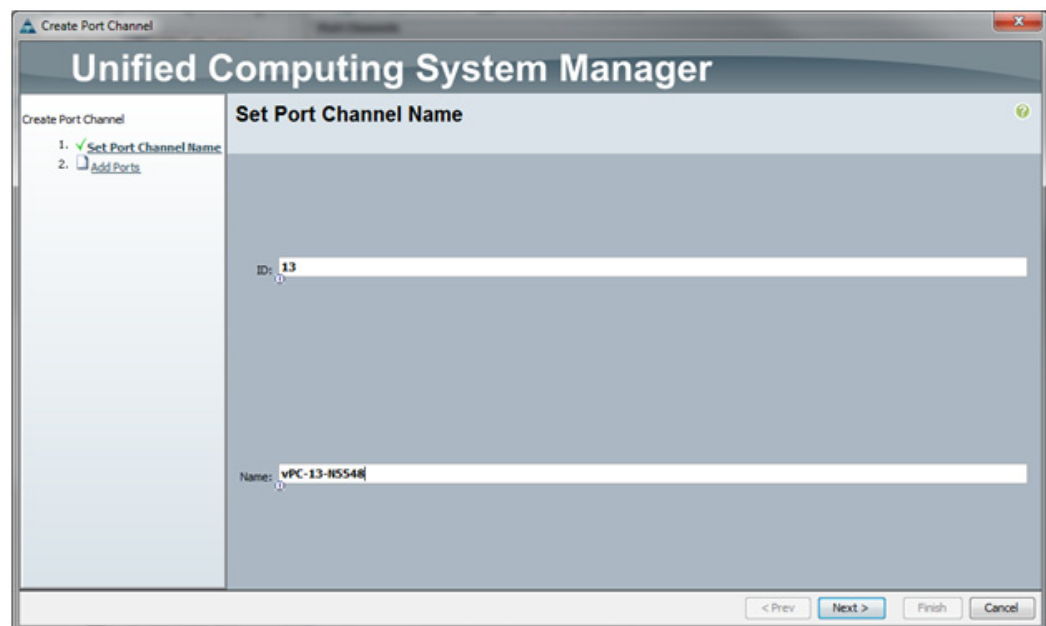 Create Port Channel
Unified Computing System Manager
Create Port Channel
1. Set Port Channel Name
2. Add Ports
Set Port Channel Name
ID: 13
Name: vPC-13-N5548
< Prev
Next >
Finish
Cancel